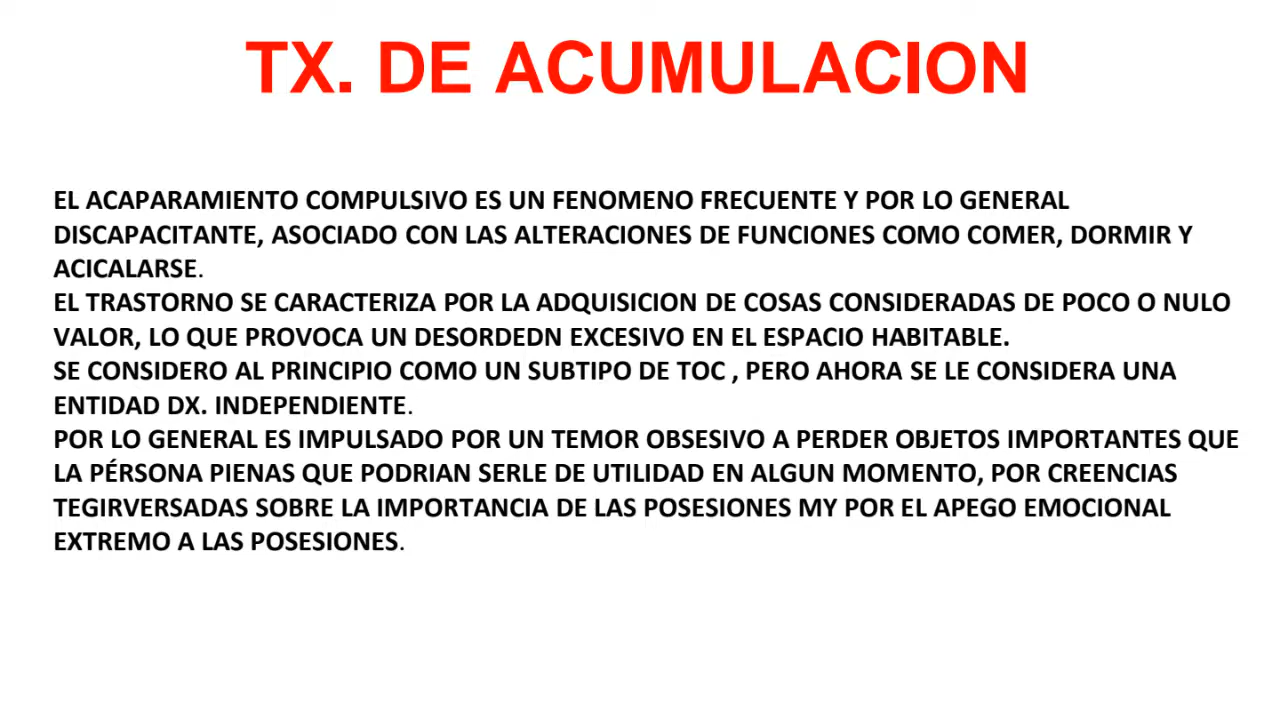 TX. DE ACUMULACION
EL ACAPARAMIENTO COMPULSIVO ES UN FENOMENO FRECUENTE Y POR LO GENERAL
DISCAPACITANTE, ASOCIADO CON LAS ALTERACIONES DE FUNCIONES COMO COMER, DORMIR Y
ACICALARSE.
EL TRASTORNO SE CARACTERIZA POR LA ADQUISICION DE COSAS CONSIDERADAS DE POCO O NULO
VALOR, LO QUE PROVOCA UN DESORDEDN EXCESIVO EN EL ESPACIO HABITABLE.
SE CONSIDERO AL PRINCIPIO COMO UN SUBTIPO DE TOC , PERO AHORA SE LE CONSIDERA UNA
ENTIDAD DX. INDEPENDIENTE.
POR LO GENERAL ES IMPULSADO POR UN TEMOR OBSESIVO A PERDER OBJETOS IMPORTANTES QUE
LA PÉRSONA PIENAS QUE PODRIAN SERLE DE UTILIDAD EN ALGUN MOMENTO, POR CREENCIAS
TEGIRVERSADAS SOBRE LA IMPORTANCIA DE LAS POSESIONES MY POR EL APEGO EMOCIONAL
EXTREMO A LAS POSESIONES.